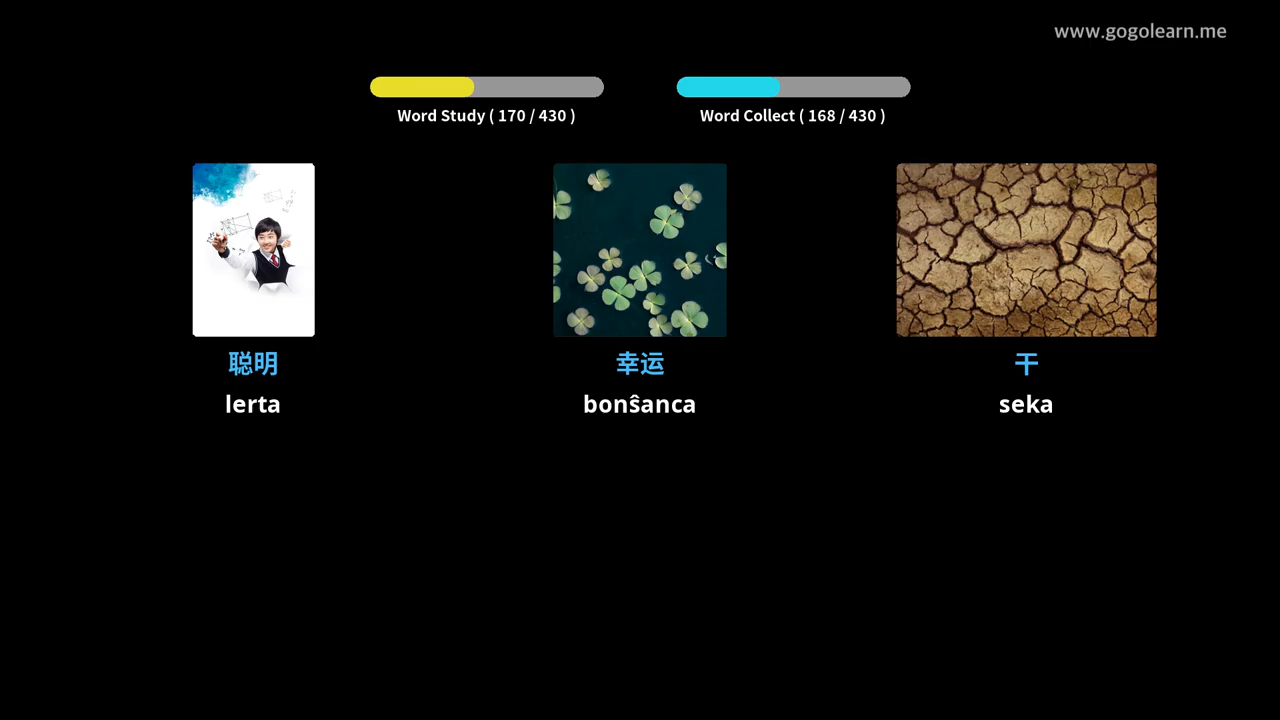 www.gogolearn.me
Word Study ( 170 / 430 )
Word Collect ( 168 / 430 )
聪明
lerta
幸运
bonŝanca
干
seka